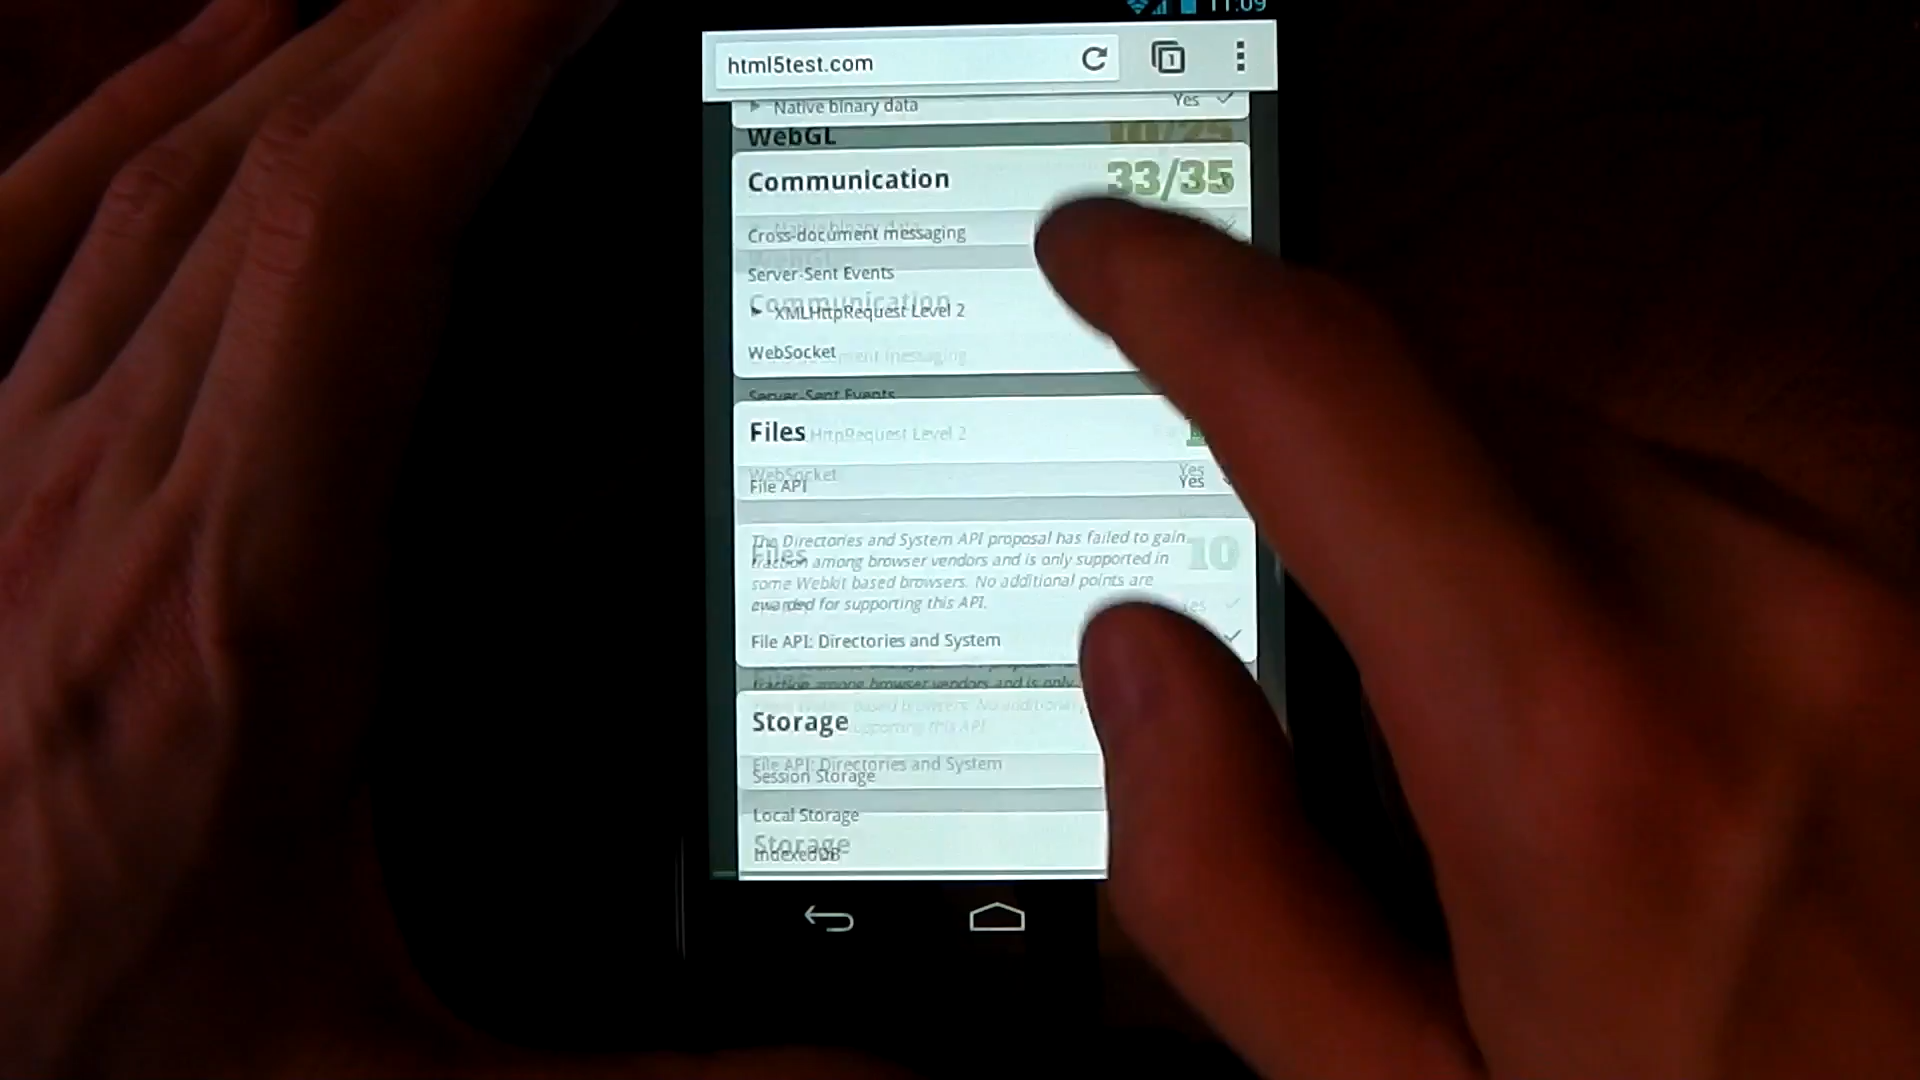 11:09
html5test.com
1
Native binary data Yes
WebGL 10/25
Communication 33/35
Cross-document messaging
Server-Sent Events
XMLHttpRequest Level 2
WebSocket
Files
File API Yes
The Directories and System API proposal has failed to gain
traction among browser vendors and is only supported in
some Webkit based browsers. No additional points are
awarded for supporting this API.
File API: Directories and System
Storage
Session Storage
Local Storage
IndexedDB